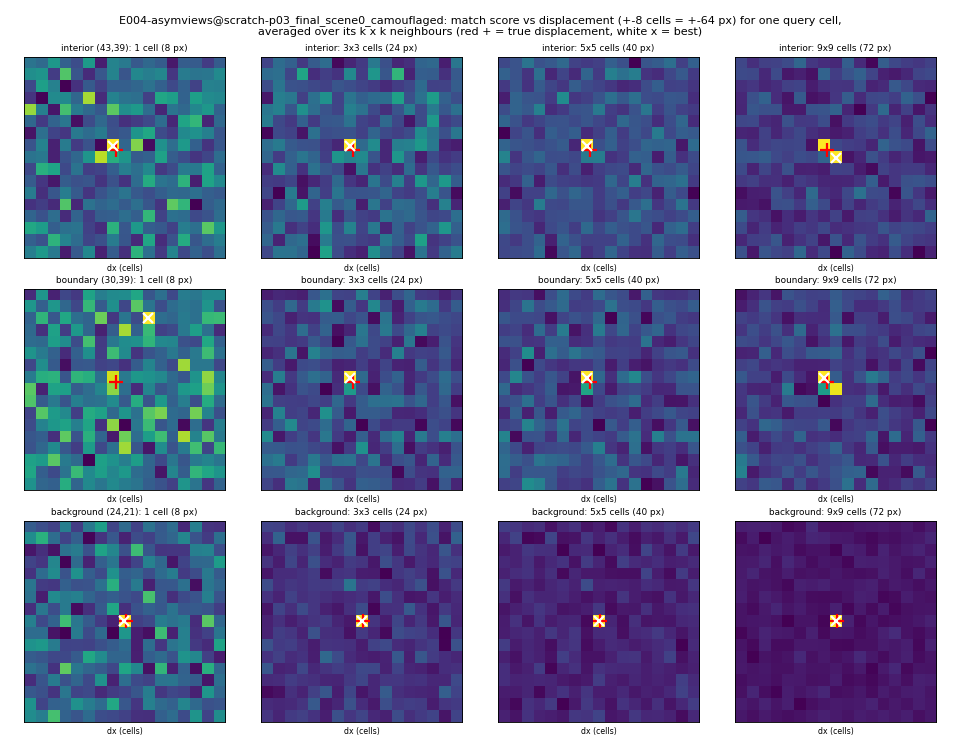 E004-asymviews@scratch-p03_final_scene0_camouflaged: match score vs displacement (+-8 cells = +-64 px) for one query cell,
averaged over its k x k neighbours (red + = true displacement, white x = best)
interior (43,39): 1 cell (8 px)
interior: 3x3 cells (24 px)
interior: 5x5 cells (40 px)
interior: 9x9 cells (72 px)
dx (cells)
dx (cells)
dx (cells)
dx (cells)
boundary (30,39): 1 cell (8 px)
boundary: 3x3 cells (24 px)
boundary: 5x5 cells (40 px)
boundary: 9x9 cells (72 px)
dx (cells)
dx (cells)
dx (cells)
dx (cells)
background (24,21): 1 cell (8 px)
background: 3x3 cells (24 px)
background: 5x5 cells (40 px)
background: 9x9 cells (72 px)
dx (cells)
dx (cells)
dx (cells)
dx (cells)